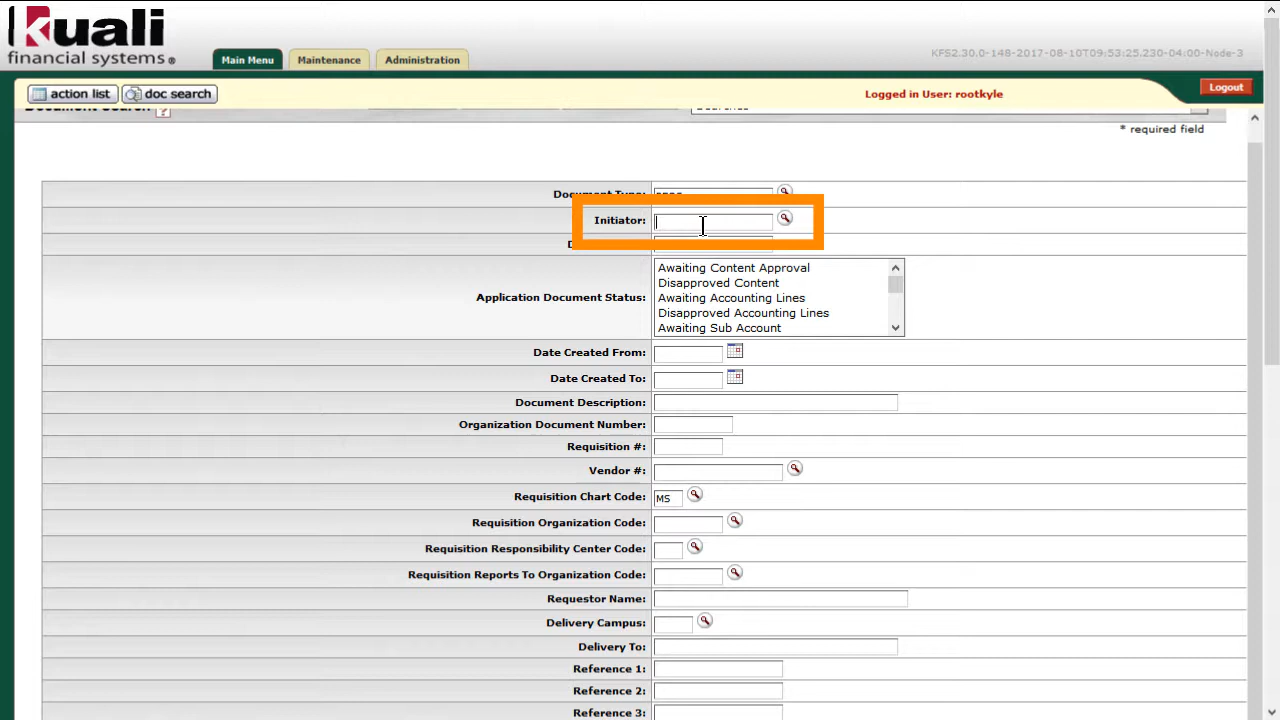 kuali
financial systems ®
Main Menu
Maintenance
Administration
KFS2.30.0-148-2017-08-10T09:53:25.230-04:00-Node-3
action list
doc search
Logged in User: rootkyle
Logout
Document Search ?
* required field
Document Type:
Initiator:
Application Document Status:
Awaiting Content Approval
Disapproved Content
Awaiting Accounting Lines
Disapproved Accounting Lines
Awaiting Sub Account
Date Created From:
Date Created To:
Document Description:
Organization Document Number:
Requisition #:
Vendor #:
Requisition Chart Code: MS
Requisition Organization Code:
Requisition Responsibility Center Code:
Requisition Reports To Organization Code:
Requestor Name:
Delivery Campus:
Delivery To:
Reference 1:
Reference 2:
Reference 3: